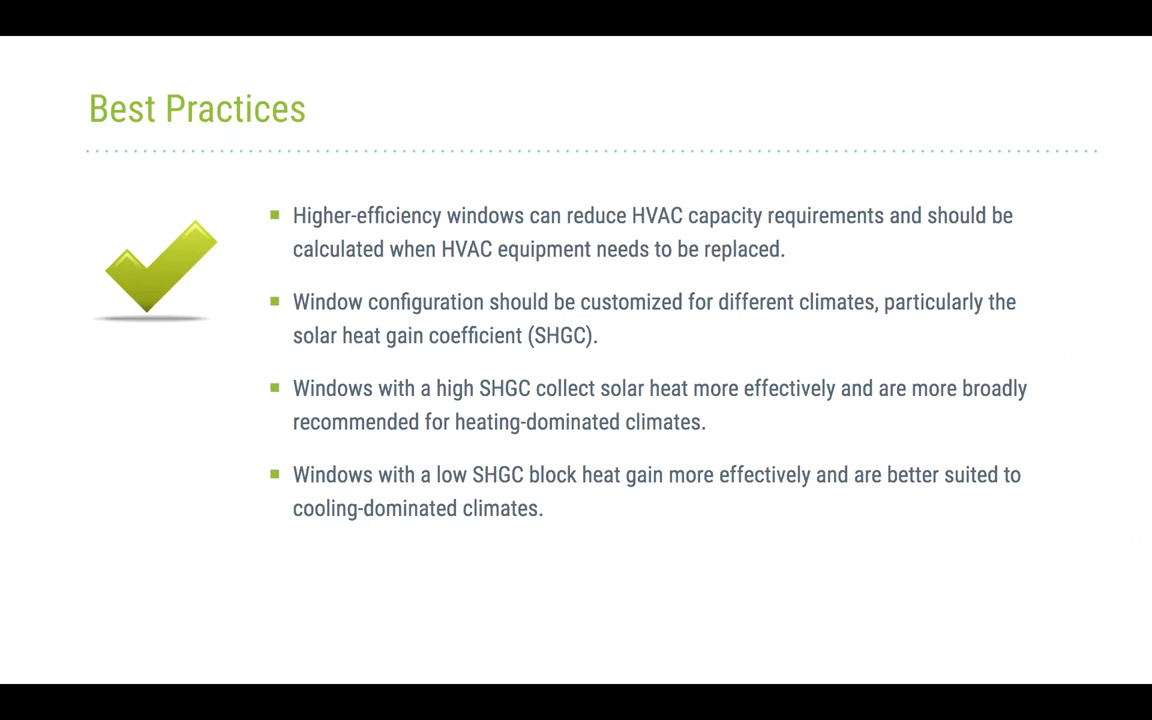 Best Practices
Higher-efficiency windows can reduce HVAC capacity requirements and should be
calculated when HVAC equipment needs to be replaced.
Window configuration should be customized for different climates, particularly the
solar heat gain coefficient (SHGC).
Windows with a high SHGC collect solar heat more effectively and are more broadly
recommended for heating-dominated climates.
Windows with a low SHGC block heat gain more effectively and are better suited to
cooling-dominated climates.